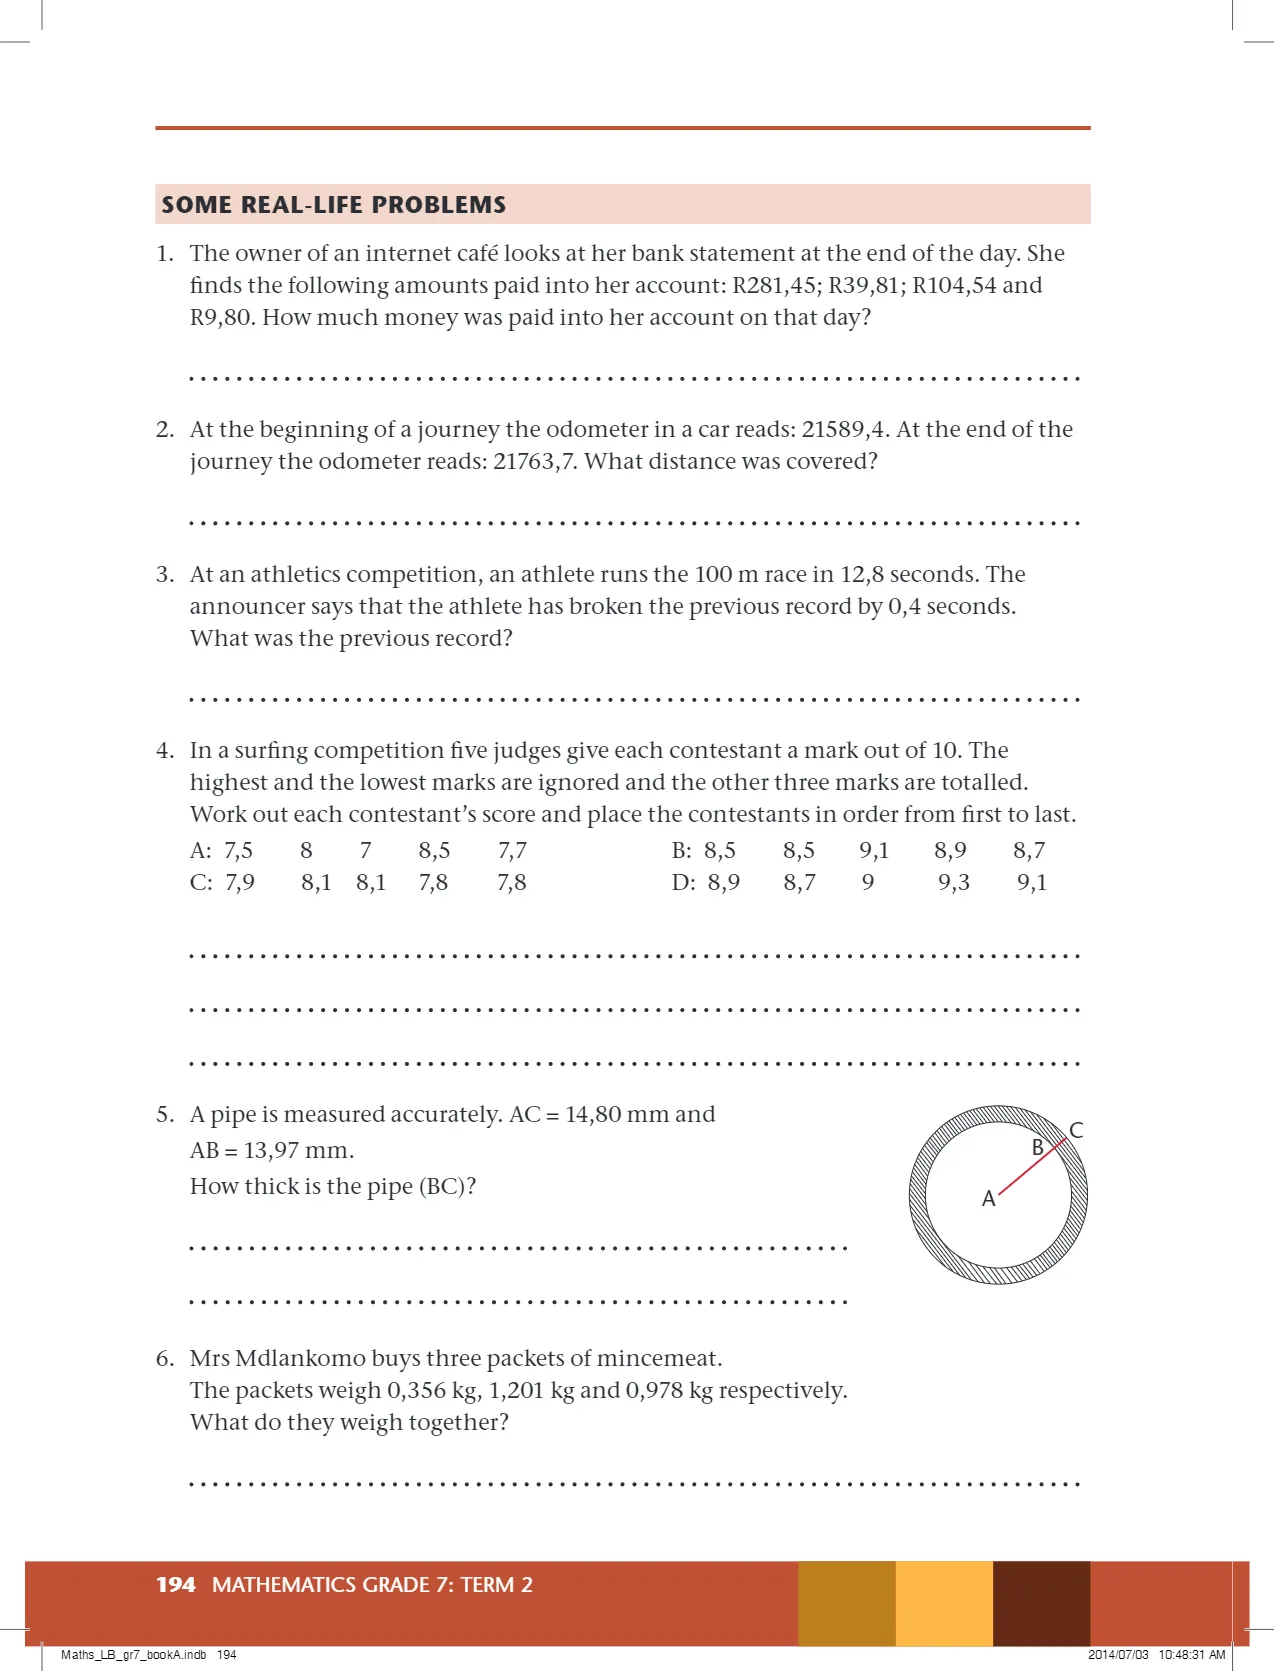 SOME REAL-LIFE PROBLEMS
1. The owner of an internet café looks at her bank statement at the end of the day. She
finds the following amounts paid into her account: R281,45; R39,81; R104,54 and
R9,80. How much money was paid into her account on that day?
2. At the beginning of a journey the odometer in a car reads: 21589,4. At the end of the
journey the odometer reads: 21763,7. What distance was covered?
3. At an athletics competition, an athlete runs the 100 m race in 12,8 seconds. The
announcer says that the athlete has broken the previous record by 0,4 seconds.
What was the previous record?
4. In a surfing competition five judges give each contestant a mark out of 10. The
highest and the lowest marks are ignored and the other three marks are totalled.
Work out each contestant's score and place the contestants in order from first to last.
A: 7,5 8 7 8,5 7,7 B: 8,5 8,5 9,1 8,9 8,7
C: 7,9 8,1 8,1 7,8 7,8 D: 8,9 8,7 9 9,3 9,1
5. A pipe is measured accurately. AC = 14,80 mm and
AB = 13,97 mm.
How thick is the pipe (BC)?
C
B
A
6. Mrs Mdlankomo buys three packets of mincemeat.
The packets weigh 0,356 kg, 1,201 kg and 0,978 kg respectively.
What do they weigh together?
194 MATHEMATICS GRADE 7: TERM 2
Maths_LB_gr7_bookA.indb 194 2014/07/03 10:48:31 AM